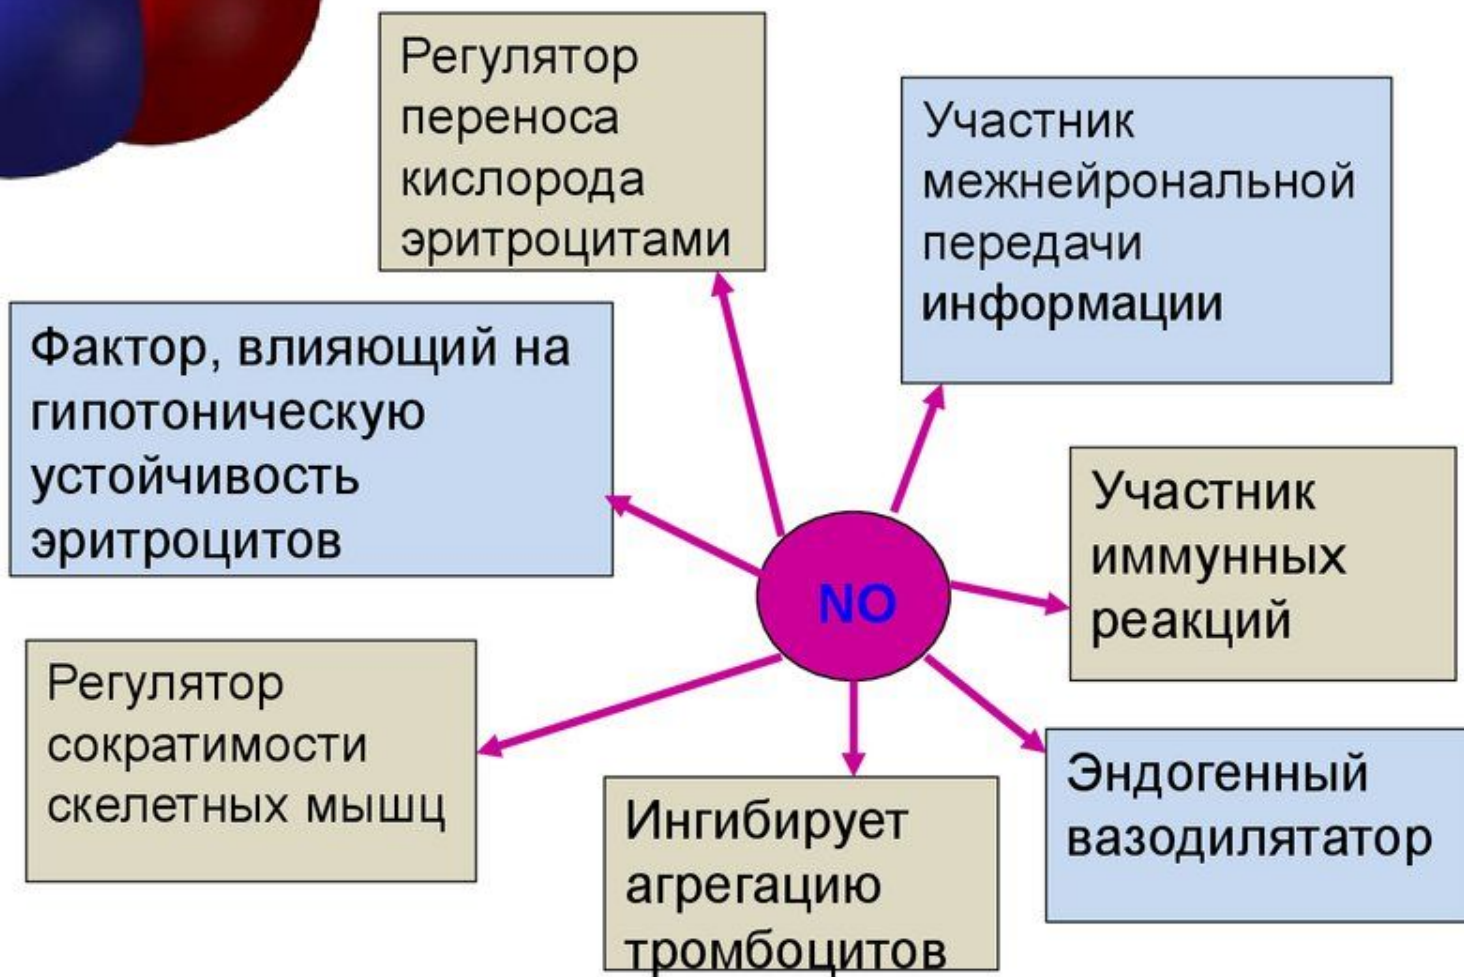 Регулятор
переноса
кислорода
эритроцитами
Участник
межнейрональной
передачи
информации
Фактор, влияющий на
гипотоническую
устойчивость
эритроцитов
Участник
иммунных
реакций
NO
Регулятор
сократимости
скелетных мышц
Эндогенный
вазодилятатор
Ингибирует
агрегацию
тромбоцитов